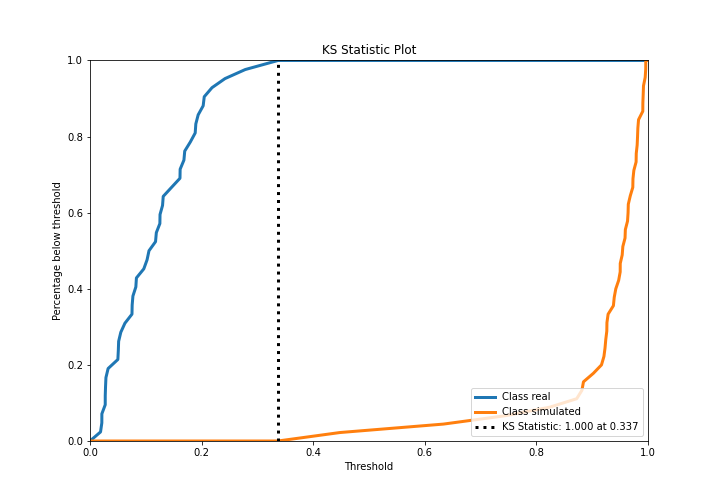 KS Statistic Plot
1.0
0.8
0.6
0.4
0.2
0.0
Percentage below threshold
0.0 0.2 0.4 0.6 0.8 1.0
Threshold
Class real
Class simulated
KS Statistic: 1.000 at 0.337